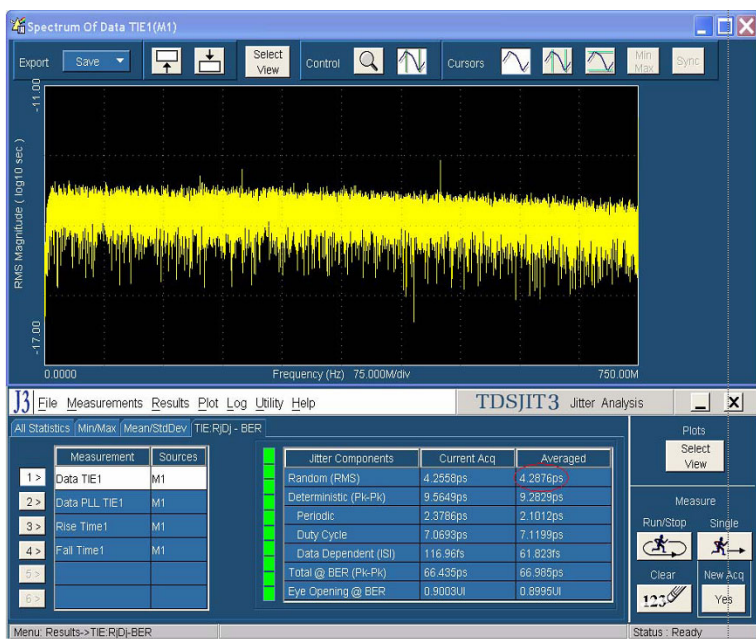 Spectrum Of Data TIE1(M1)
Export Save Select View Control Cursors Min Max Sync
-11.00
RMS Magnitude ( log10 sec )
-17.00
0.0000 Frequency (Hz) 75.000M/div 750.00M
J3 File Measurements Results Plot Log Utility Help TDSJIT3 Jitter Analysis
All Statistics Min/Max Mean/StdDev TIE:RjDj - BER
Measurement Sources
1 > Data TIE1 M1
2 > Data PLL TIE1 M1
3 > Rise Time1 M1
4 > Fall Time1 M1
5 >
6 >
Jitter Components Current Acq Averaged
Random (RMS) 4.2558ps 4.2876ps
Deterministic (Pk-Pk) 9.5649ps 9.2829ps
Periodic 2.3786ps 2.1012ps
Duty Cycle 7.0693ps 7.1199ps
Data Dependent (ISI) 116.96fs 61.823fs
Total @ BER (Pk-Pk) 66.435ps 66.985ps
Eye Opening @ BER 0.9003UI 0.8995UI
Plots
Select View
Measure
Run/Stop Single
Clear New Acq
123 Yes
Menu: Results->TIE:RjDj-BER Status : Ready